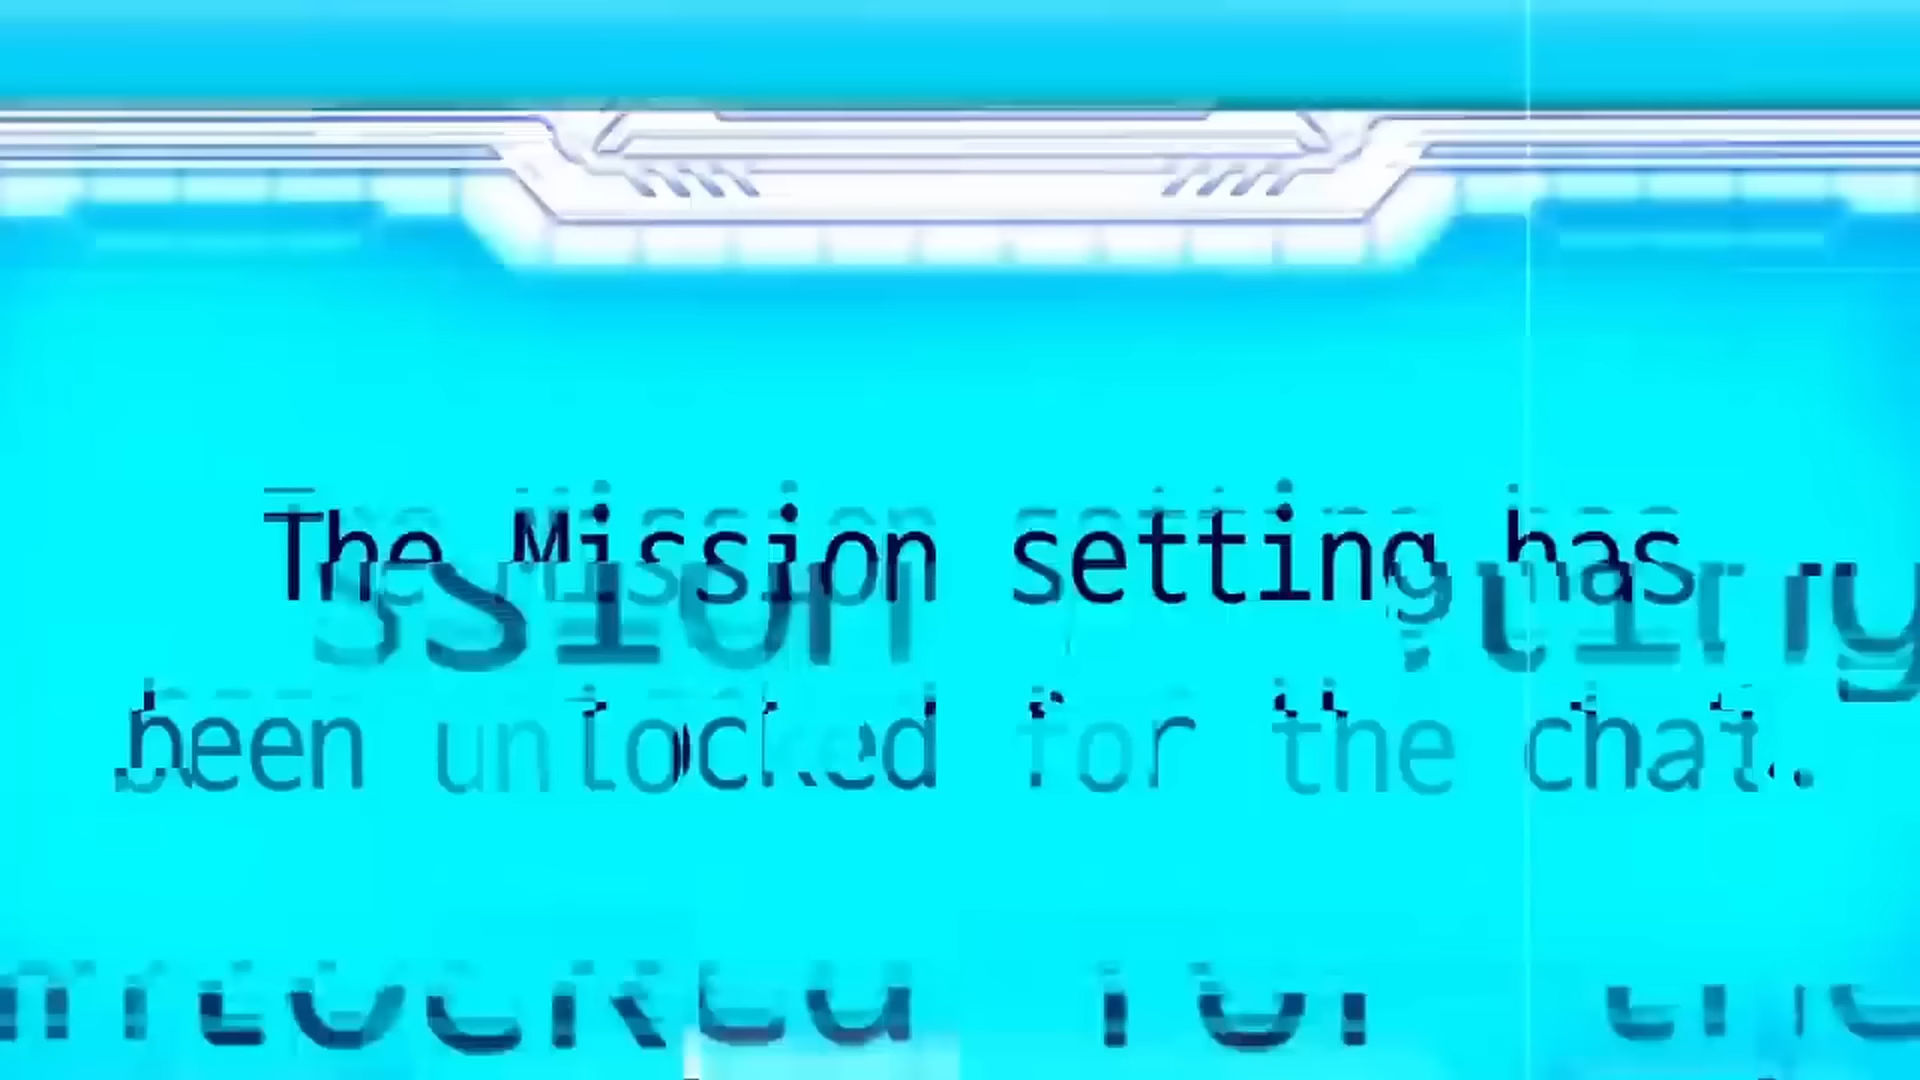 The Mission setting has
been unlocked for the chat.